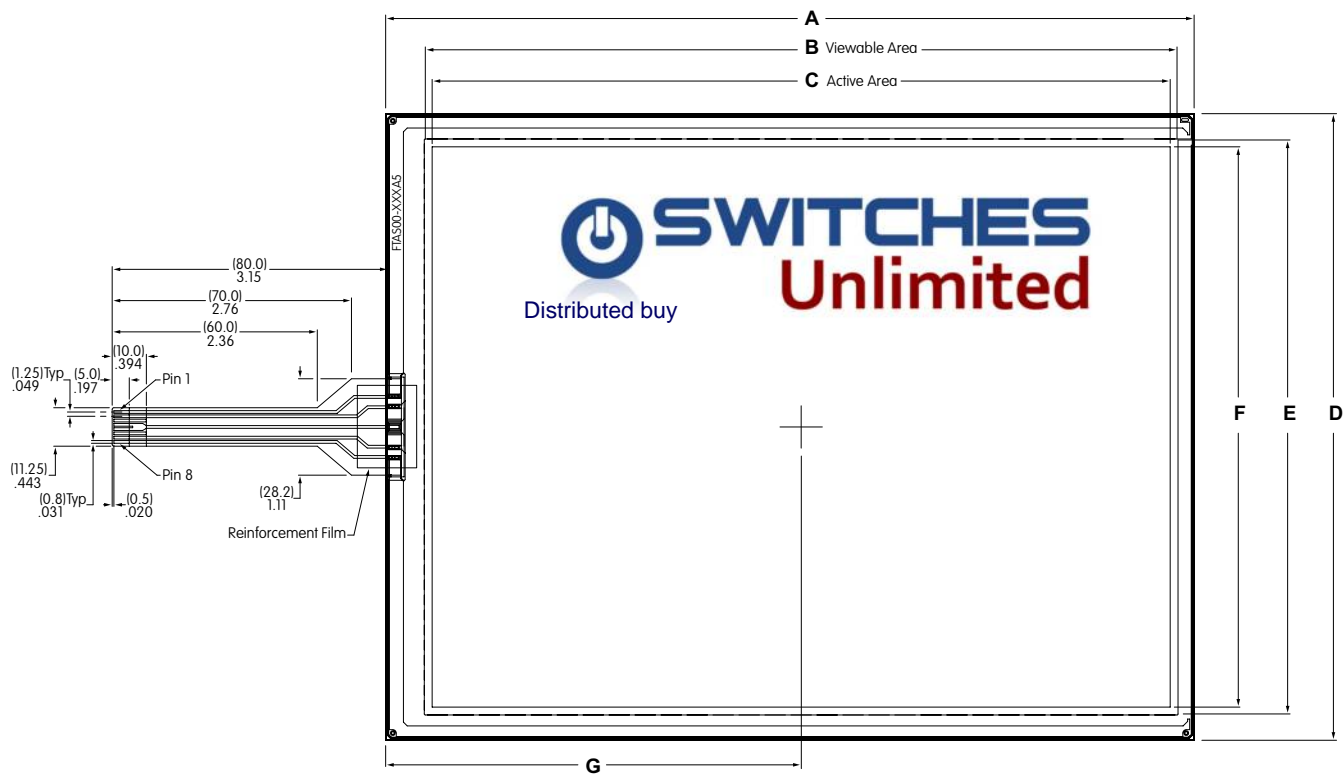 A
B Viewable Area
C Active Area
FTAS00-XXXA5
SWITCHES
Unlimited
Distributed buy
(80.0)
3.15
(70.0)
2.76
(60.0)
2.36
(10.0)
.394
(1.25)Typ
.049
(5.0)
.197
Pin 1
F
E
D
(11.25)
.443
Pin 8
(0.8)Typ
.031
(0.5)
.020
(28.2)
1.11
Reinforcement Film
G